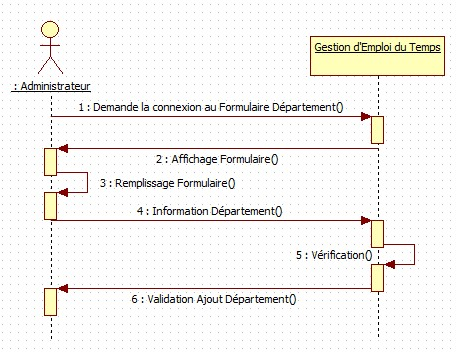 Gestion d'Emploi du Temps
: Administrateur
1 : Demande la connexion au Formulaire Département()
2 : Affichage Formulaire()
3 : Remplissage Formulaire()
4 : Information Département()
5 : Vérification()
6 : Validation Ajout Département()